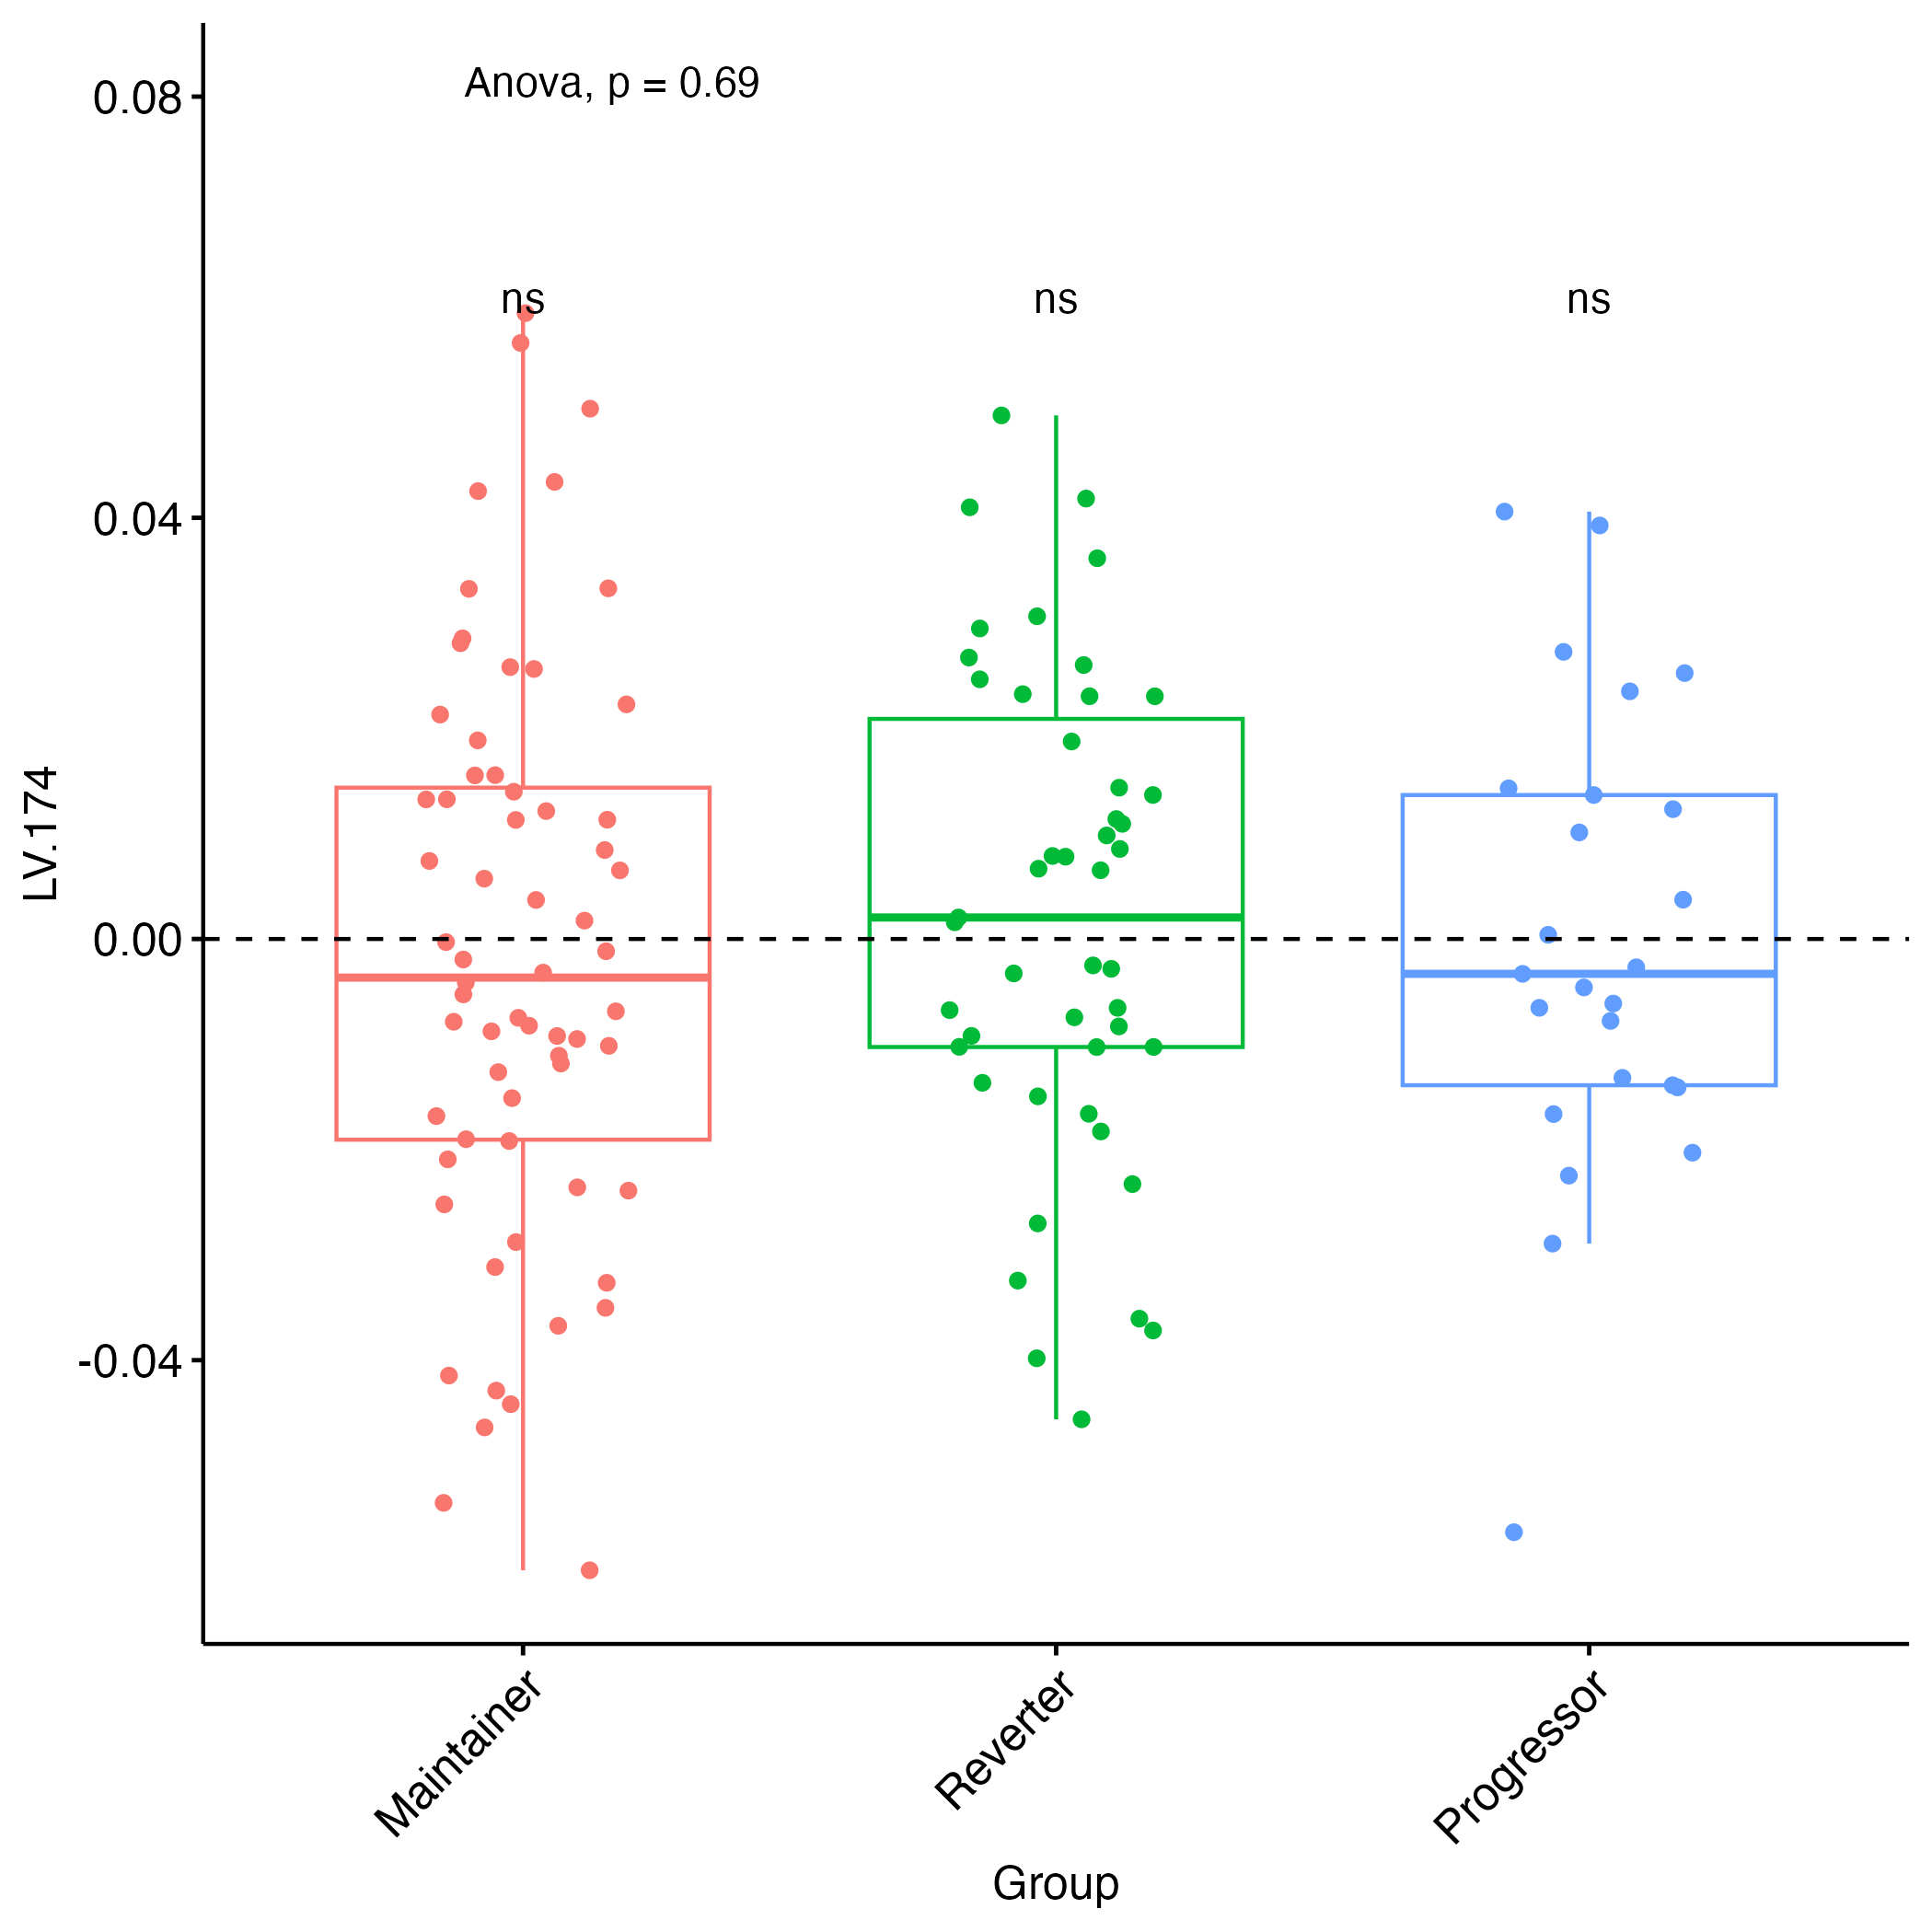 Anova, p = 0.69
0.08
ns ns ns
0.04
LV.174
0.00
-0.04
Maintainer Reverter Progressor
Group